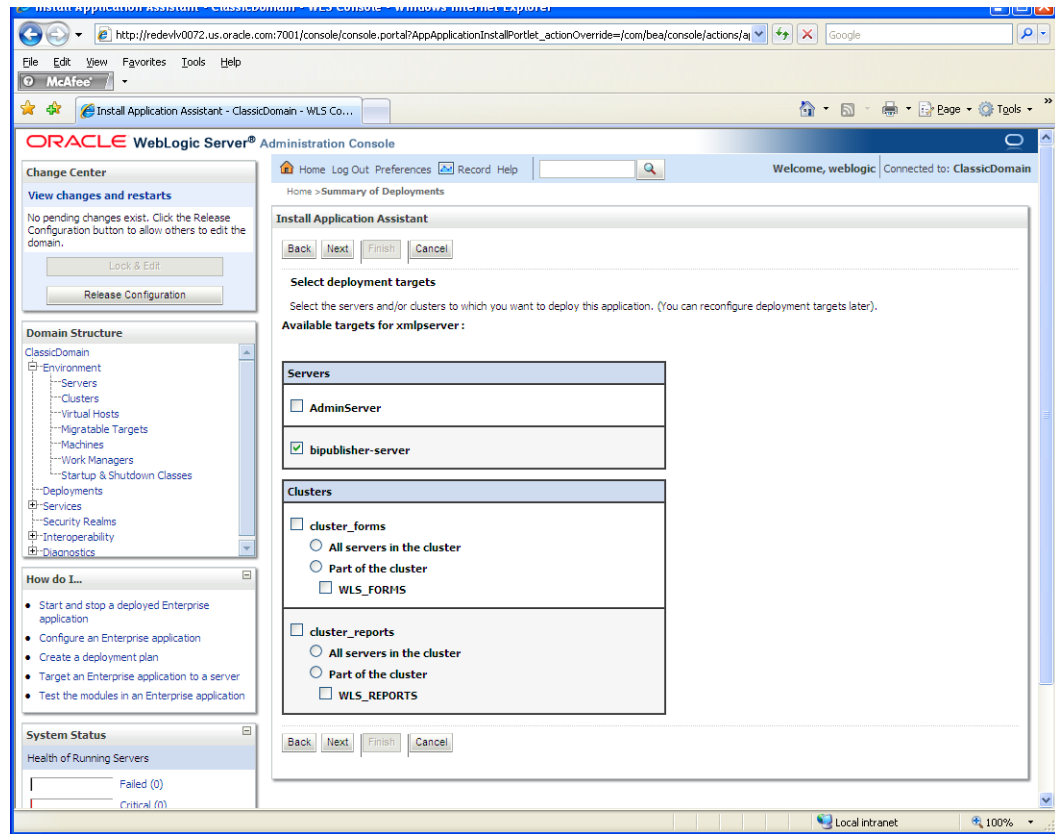 Install Application Assistant - ClassicDomain - WLS Console - Windows Internet Explorer
http://redevlv0072.us.oracle.com:7001/console/console.portal?AppApplicationInstallPortlet_actionOverride=/com/bea/console/actions/a
Google
File Edit View Favorites Tools Help
McAfee
Install Application Assistant - ClassicDomain - WLS Co...
Page Tools
ORACLE WebLogic Server® Administration Console
Change Center
View changes and restarts
No pending changes exist. Click the Release
Configuration button to allow others to edit the
domain.
Lock & Edit
Release Configuration
Domain Structure
ClassicDomain
Environment
Servers
Clusters
Virtual Hosts
Migratable Targets
Machines
Work Managers
Startup & Shutdown Classes
Deployments
Services
Security Realms
Interoperability
Diagnostics
How do I...
Start and stop a deployed Enterprise
application
Configure an Enterprise application
Create a deployment plan
Target an Enterprise application to a server
Test the modules in an Enterprise application
System Status
Health of Running Servers
Failed (0)
Critical (0)
Home Log Out Preferences Record Help
Welcome, weblogic Connected to: ClassicDomain
Home >Summary of Deployments
Install Application Assistant
Back Next Finish Cancel
Select deployment targets
Select the servers and/or clusters to which you want to deploy this application. (You can reconfigure deployment targets later).
Available targets for xmlpserver :
Servers
AdminServer
bipublisher-server
Clusters
cluster_forms
All servers in the cluster
Part of the cluster
WLS_FORMS
cluster_reports
All servers in the cluster
Part of the cluster
WLS_REPORTS
Back Next Finish Cancel
Local intranet
100%